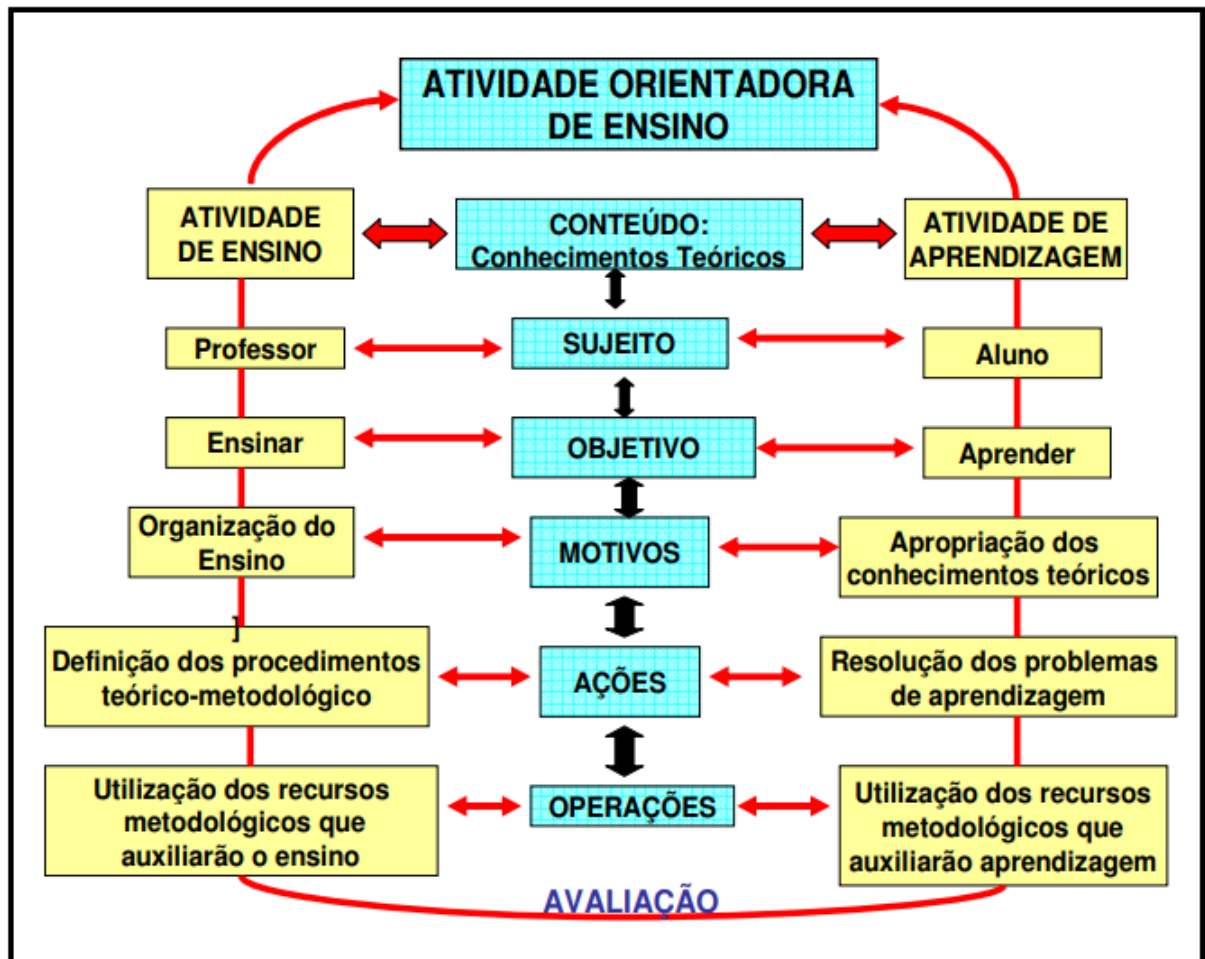 ATIVIDADE ORIENTADORA
DE ENSINO
ATIVIDADE
DE ENSINO
CONTEÚDO:
Conhecimentos Teóricos
ATIVIDADE DE
APRENDIZAGEM
Professor
SUJEITO
Aluno
Ensinar
OBJETIVO
Aprender
Organização do
Ensino
MOTIVOS
Apropriação dos
conhecimentos teóricos
]
Definição dos procedimentos
teórico-metodológico
AÇÕES
Resolução dos problemas
de aprendizagem
Utilização dos recursos
metodológicos que
auxiliarão o ensino
OPERAÇÕES
Utilização dos recursos
metodológicos que
auxiliarão aprendizagem
AVALIAÇÃO